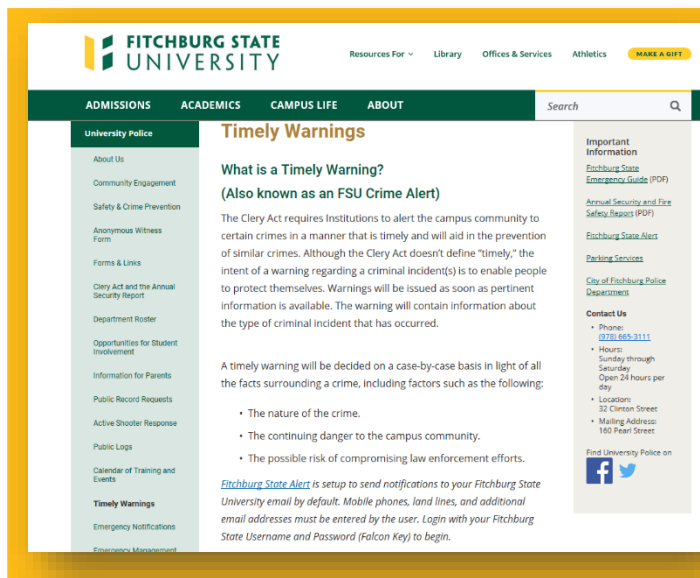 FITCHBURG STATE
UNIVERSITY
Resources For
Library
Offices & Services
Athletics
MAKE A GIFT
ADMISSIONS
ACADEMICS
CAMPUS LIFE
ABOUT
Search
University Police
About Us
Community Engagement
Safety & Crime Prevention
Anonymous Witness
Form
Forms & Links
Clery Act and the Annual
Security Report
Department Roster
Opportunities for Student
Involvement
Information for Parents
Public Record Requests
Active Shooter Response
Public Logs
Calendar of Training and
Events
Timely Warnings
Emergency Notifications
Emergency Management
Timely Warnings
What is a Timely Warning?
(Also known as an FSU Crime Alert)
The Clery Act requires Institutions to alert the campus community to
certain crimes in a manner that is timely and will aid in the prevention
of similar crimes. Although the Clery Act doesn't define "timely," the
intent of a warning regarding a criminal incident(s) is to enable people
to protect themselves. Warnings will be issued as soon as pertinent
information is available. The warning will contain information about
the type of criminal incident that has occurred.
A timely warning will be decided on a case-by-case basis in light of all
the facts surrounding a crime, including factors such as the following:
• The nature of the crime.
• The continuing danger to the campus community.
• The possible risk of compromising law enforcement efforts.
Fitchburg State Alert is setup to send notifications to your Fitchburg State
University email by default. Mobile phones, land lines, and additional
email addresses must be entered by the user. Login with your Fitchburg
State Username and Password (Falcon Key) to begin.
Important
Information
Fitchburg State
Emergency Guide (PDF)
Annual Security and Fire
Safety Report (PDF)
Fitchburg State Alert
Parking Services
City of Fitchburg Police
Department
Contact Us
• Phone:
(978) 665-3111
• Hours:
Sunday through
Saturday
Open 24 hours per
day
• Location:
32 Clinton Street
• Mailing Address:
160 Pearl Street
Find University Police on